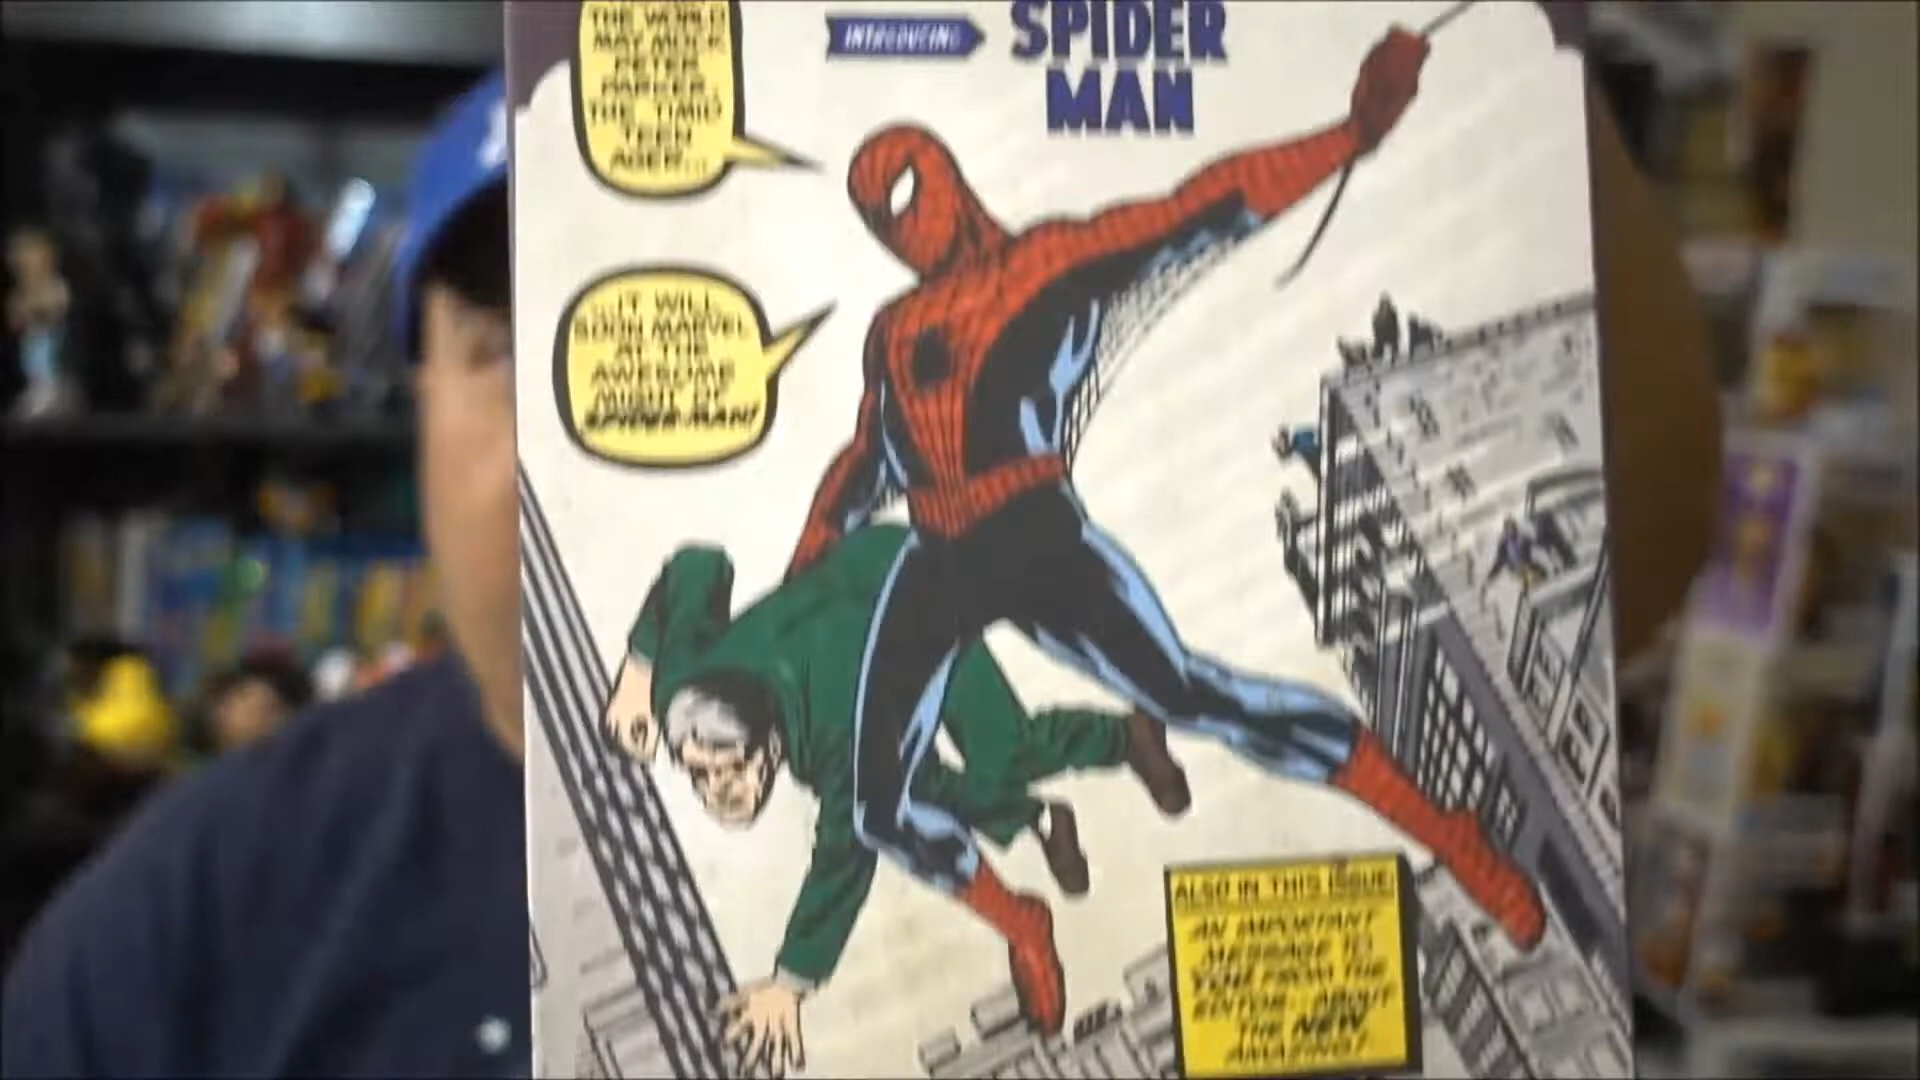 THE WORLD
MAY MOCK
PETER
PARKER,
THE TIMID
TEEN
AGER...
INTRODUCING
SPIDER
MAN
...IT WILL
SOON MARVEL
AT THE
AWESOME
MIGHT OF
SPIDER-MAN!
ALSO IN THIS ISSUE:
AN IMPORTANT
MESSAGE TO
YOU FROM THE
EDITOR--ABOUT
THE NEW
AMAZING!